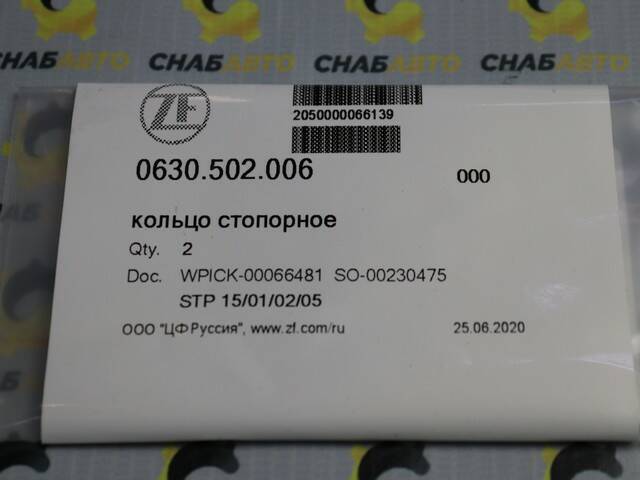 СНАБАВТО СНАБАВТО СНАБАВТО
ZF
2050000066139
0630.502.006
000
кольцо стопорное
Qty. 2
Doc. WPICK-00066481 SO-00230475
STP 15/01/02/05
ООО "ЦФ Руссия", www.zf.com/ru
25.06.2020